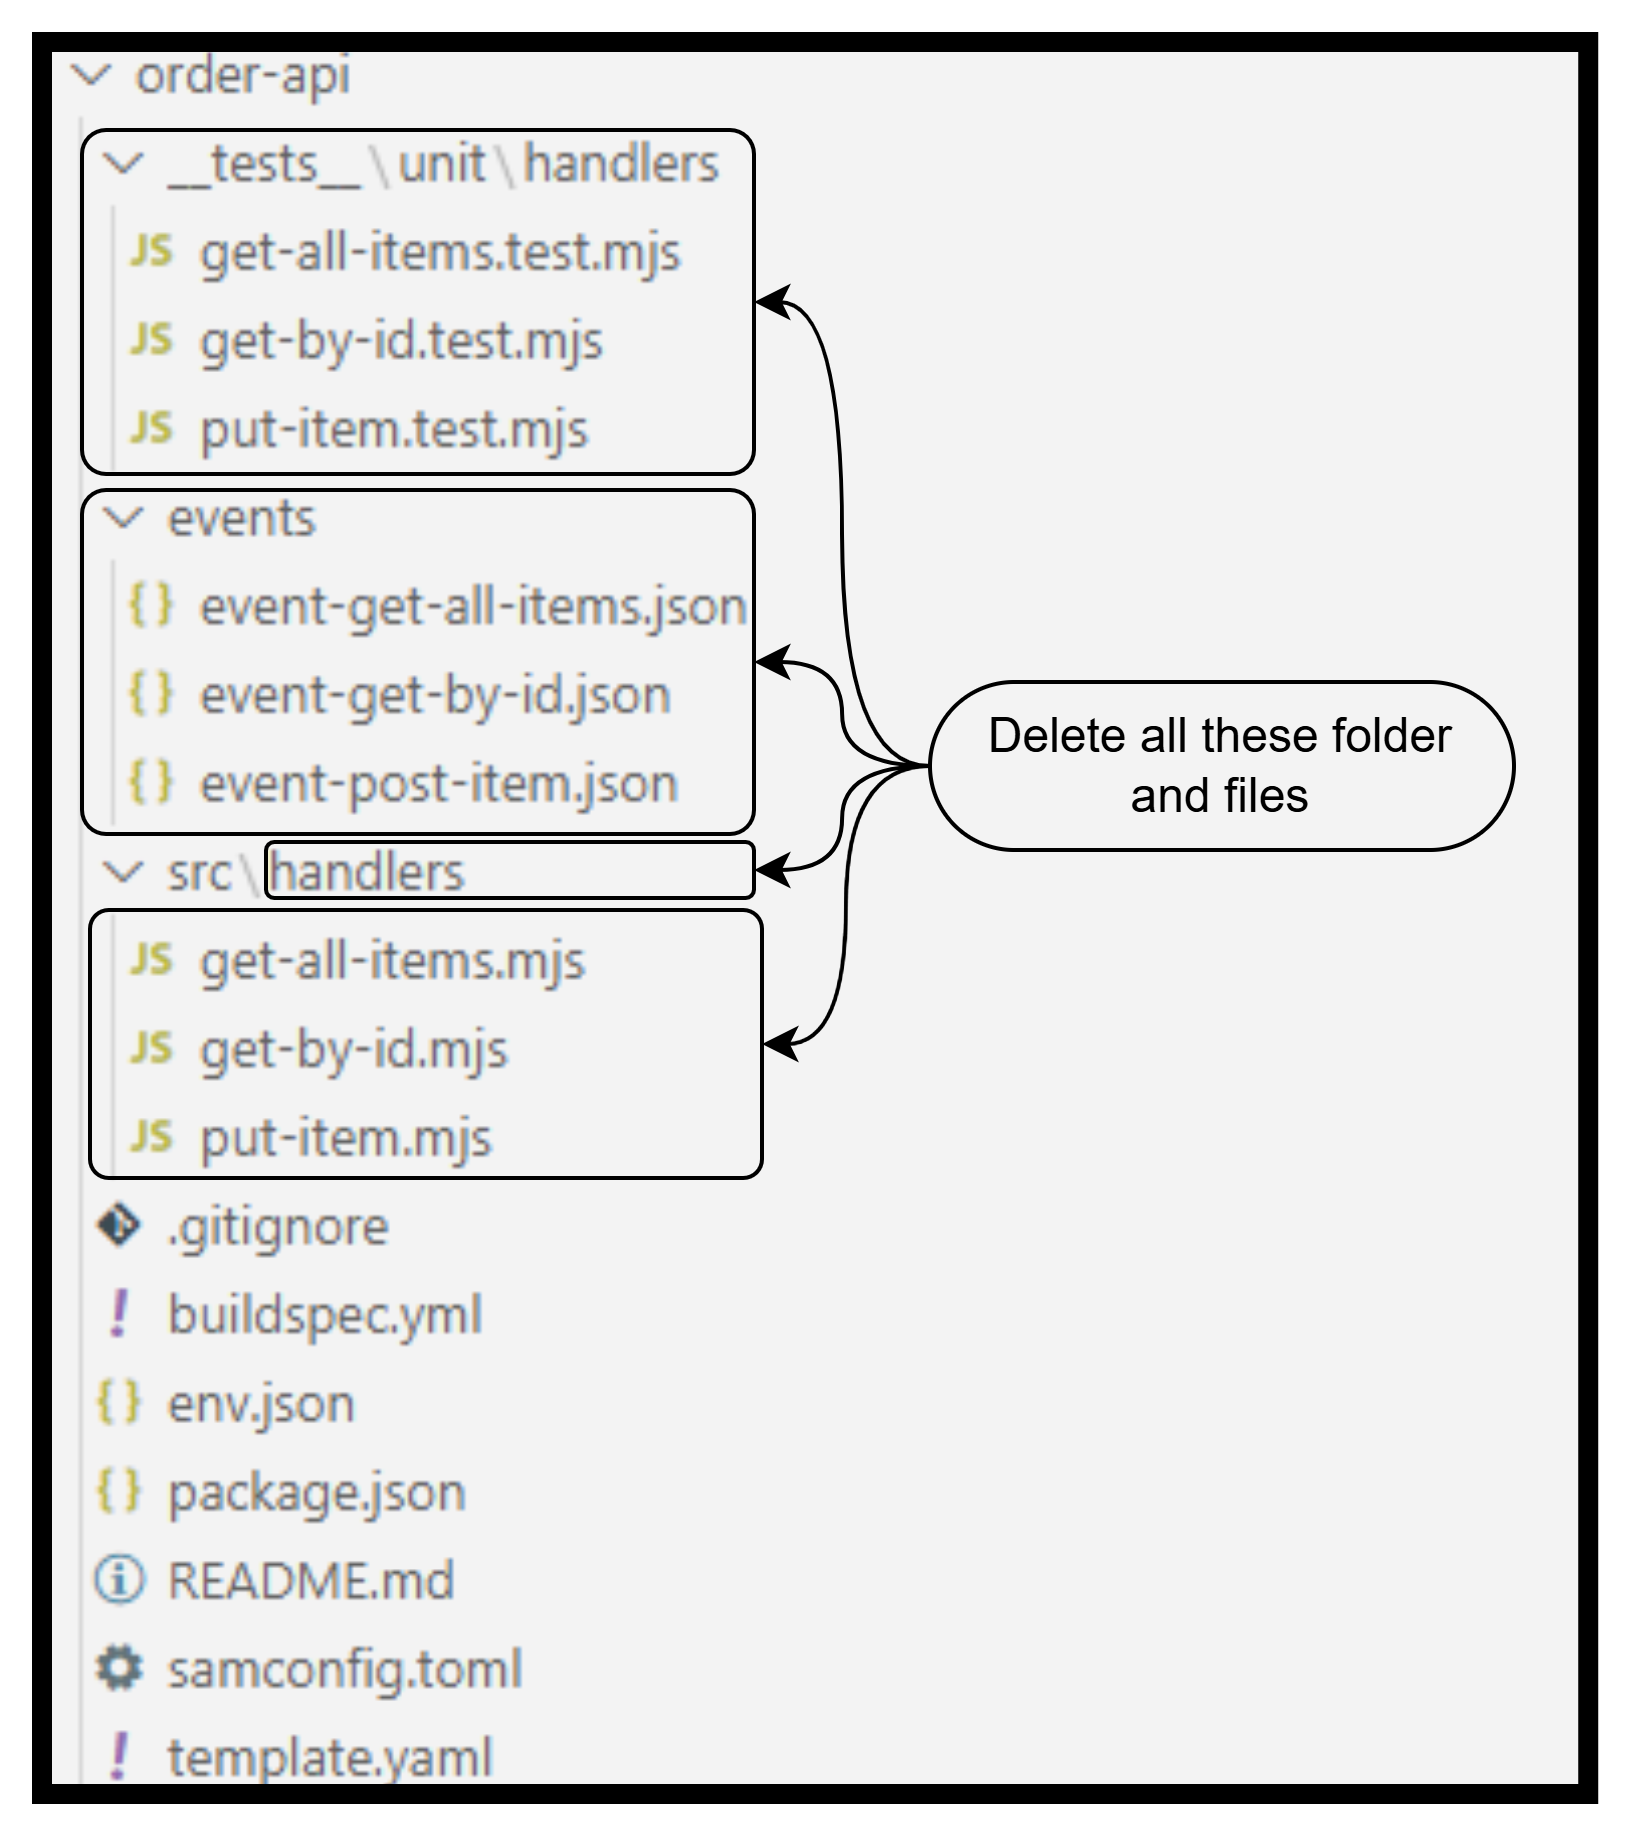 order-api
__tests__\unit\handlers
JS get-all-items.test.mjs
JS get-by-id.test.mjs
JS put-item.test.mjs
events
{} event-get-all-items.json
{} event-get-by-id.json
{} event-post-item.json
Delete all these folder
and files
src\handlers
JS get-all-items.mjs
JS get-by-id.mjs
JS put-item.mjs
.gitignore
! buildspec.yml
{} env.json
{} package.json
README.md
samconfig.toml
! template.yaml